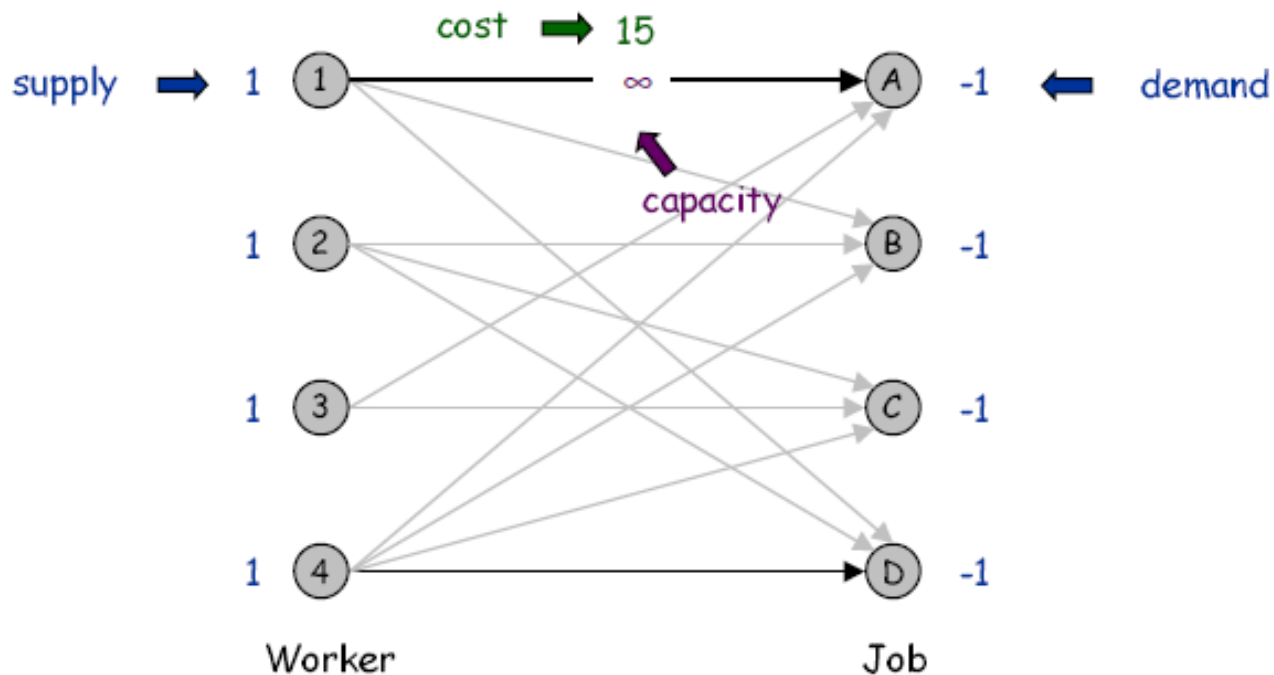 cost 15
supply 1 1 ∞ A -1 demand
capacity
1 2 B -1
1 3 C -1
1 4 D -1
Worker Job